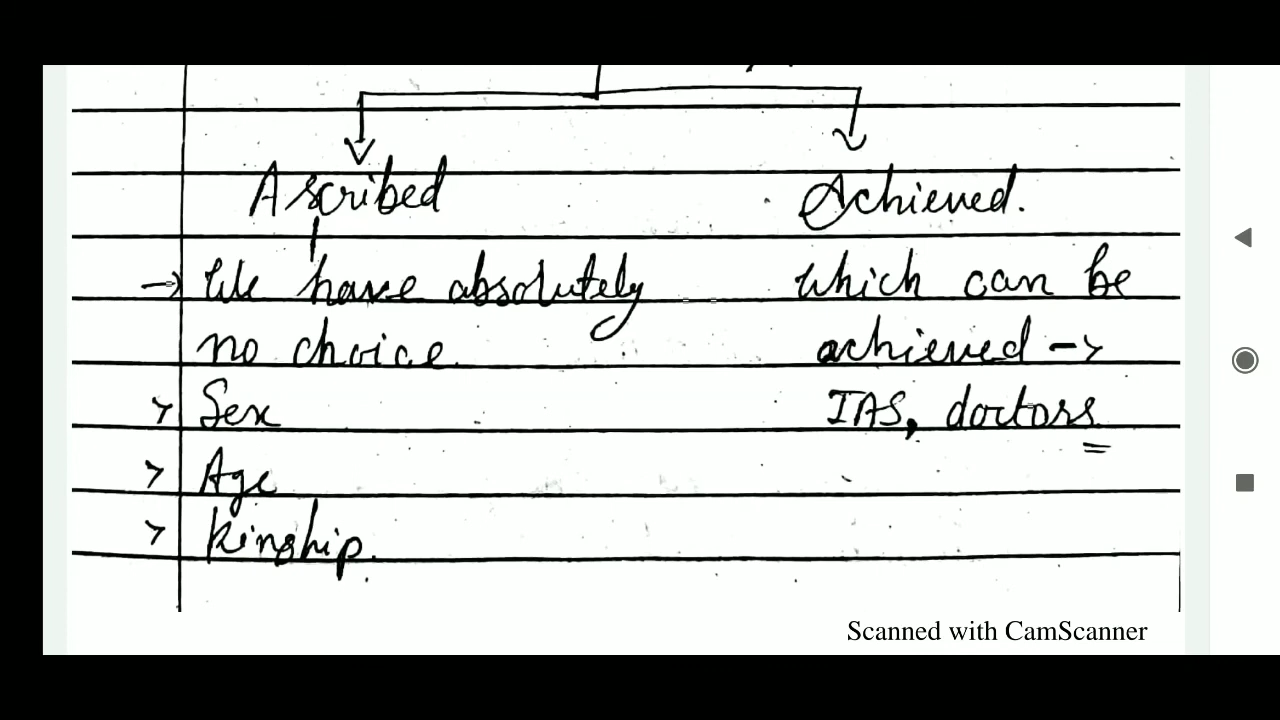 Ascribed Achieved.
→ We have absolutely which can be
no choice. achieved →
> Sex IAS, doctors
> Age
> Kinship.
Scanned with CamScanner